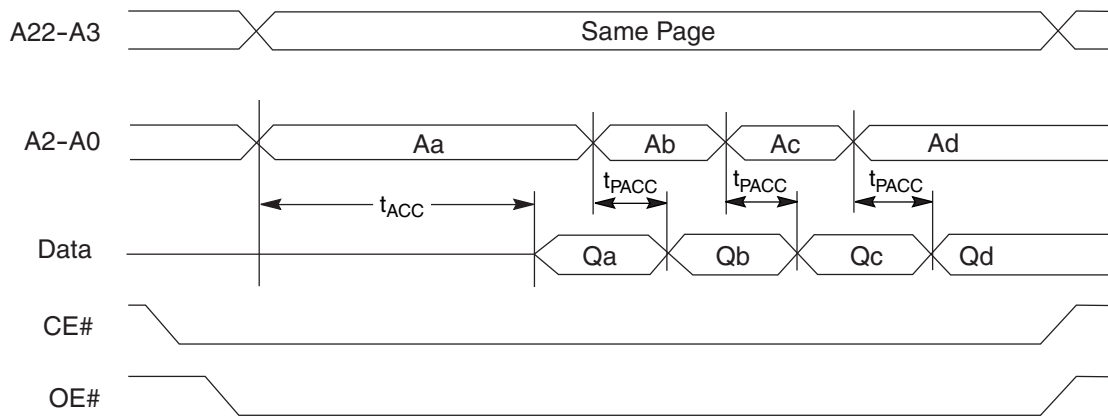 A22-A3 Same Page
A2-A0 Aa Ab Ac Ad
tPACC tPACC tPACC
tACC
Data Qa Qb Qc Qd
CE#
OE#